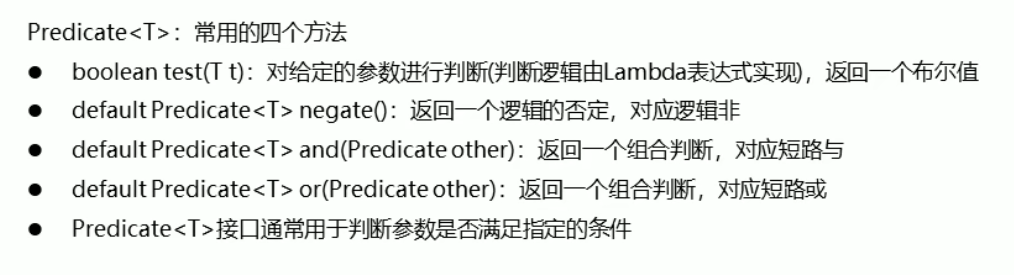 Predicate<T>：常用的四个方法
● boolean test(T t)：对给定的参数进行判断(判断逻辑由Lambda表达式实现)，返回一个布尔值
● default Predicate<T> negate()：返回一个逻辑的否定，对应逻辑非
● default Predicate<T> and(Predicate other)：返回一个组合判断，对应短路与
● default Predicate<T> or(Predicate other)：返回一个组合判断，对应短路或
● Predicate<T>接口通常用于判断参数是否满足指定的条件